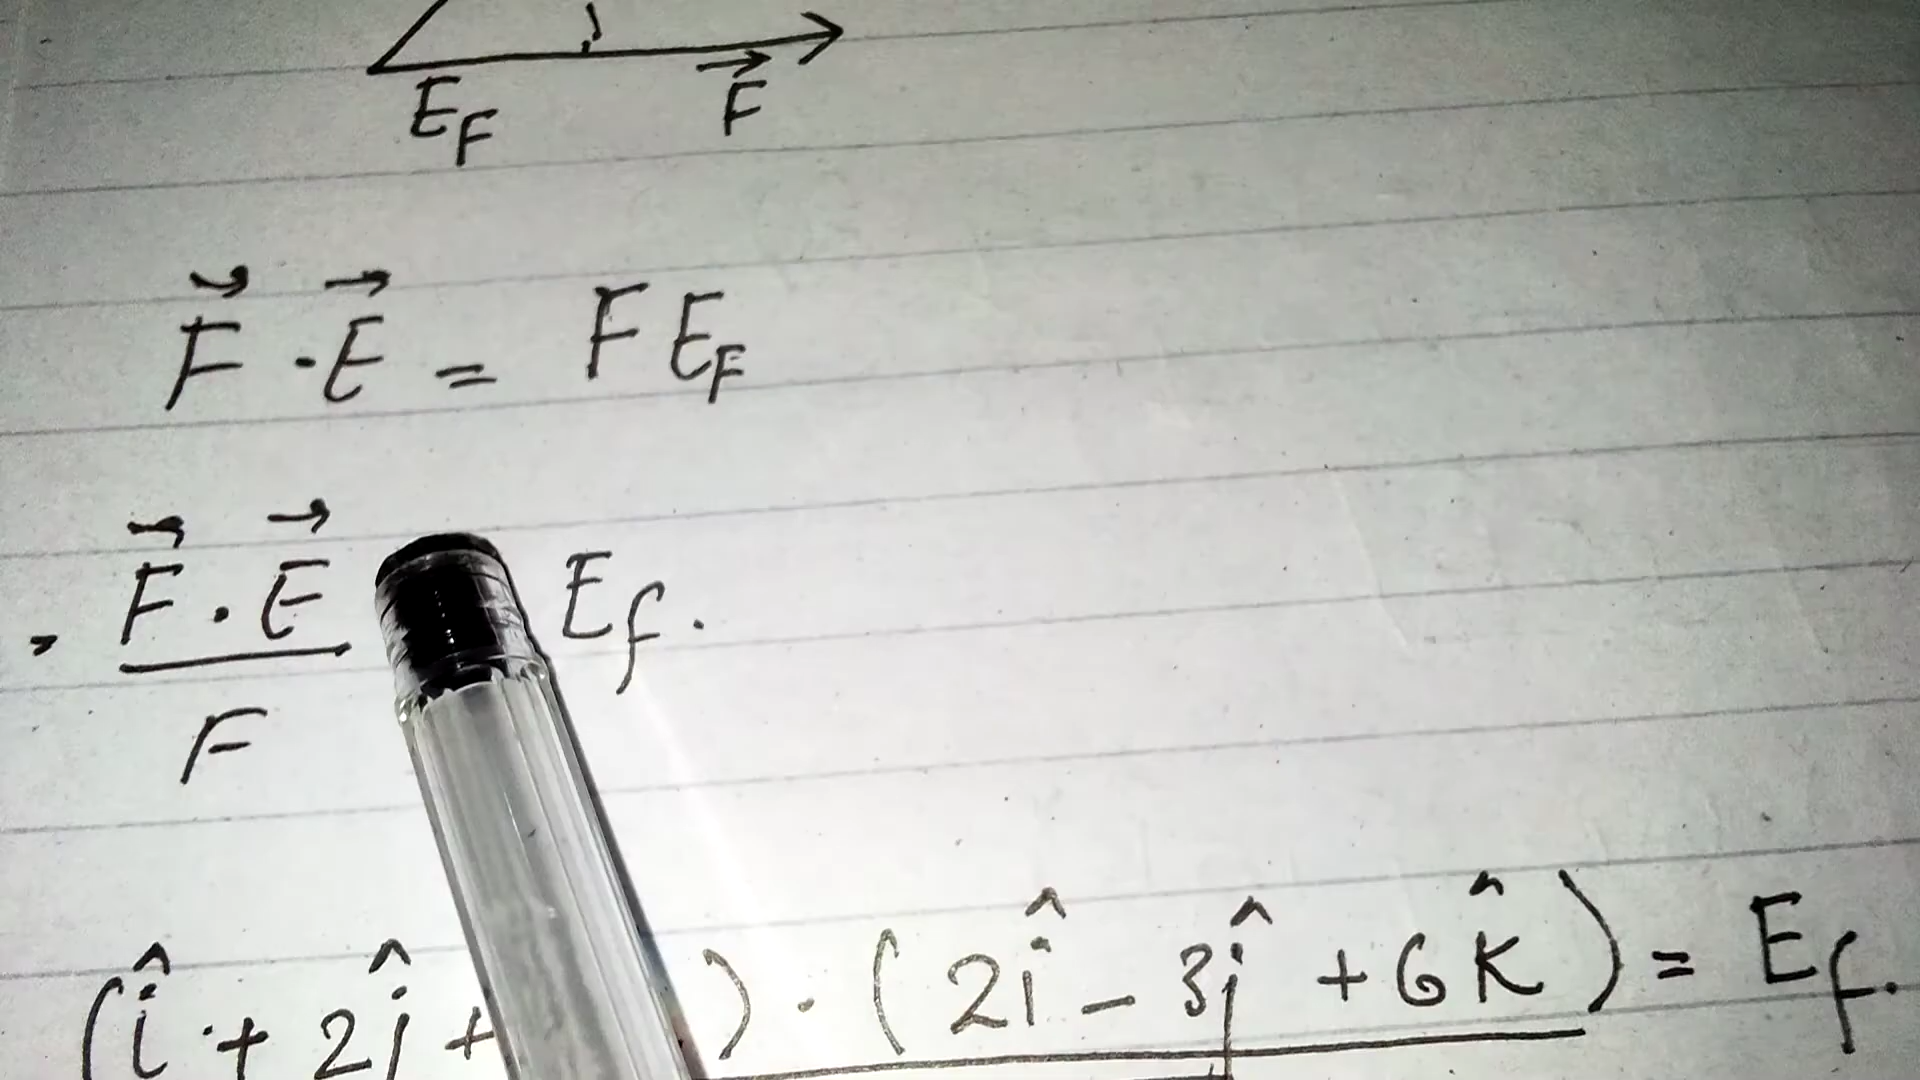 E_F F⃗
F⃗ · E⃗ = F E_F
F⃗ · E⃗ E_f.
F
(î + 2ĵ + ) · (2î - 3ĵ + 6k̂) = E_f.